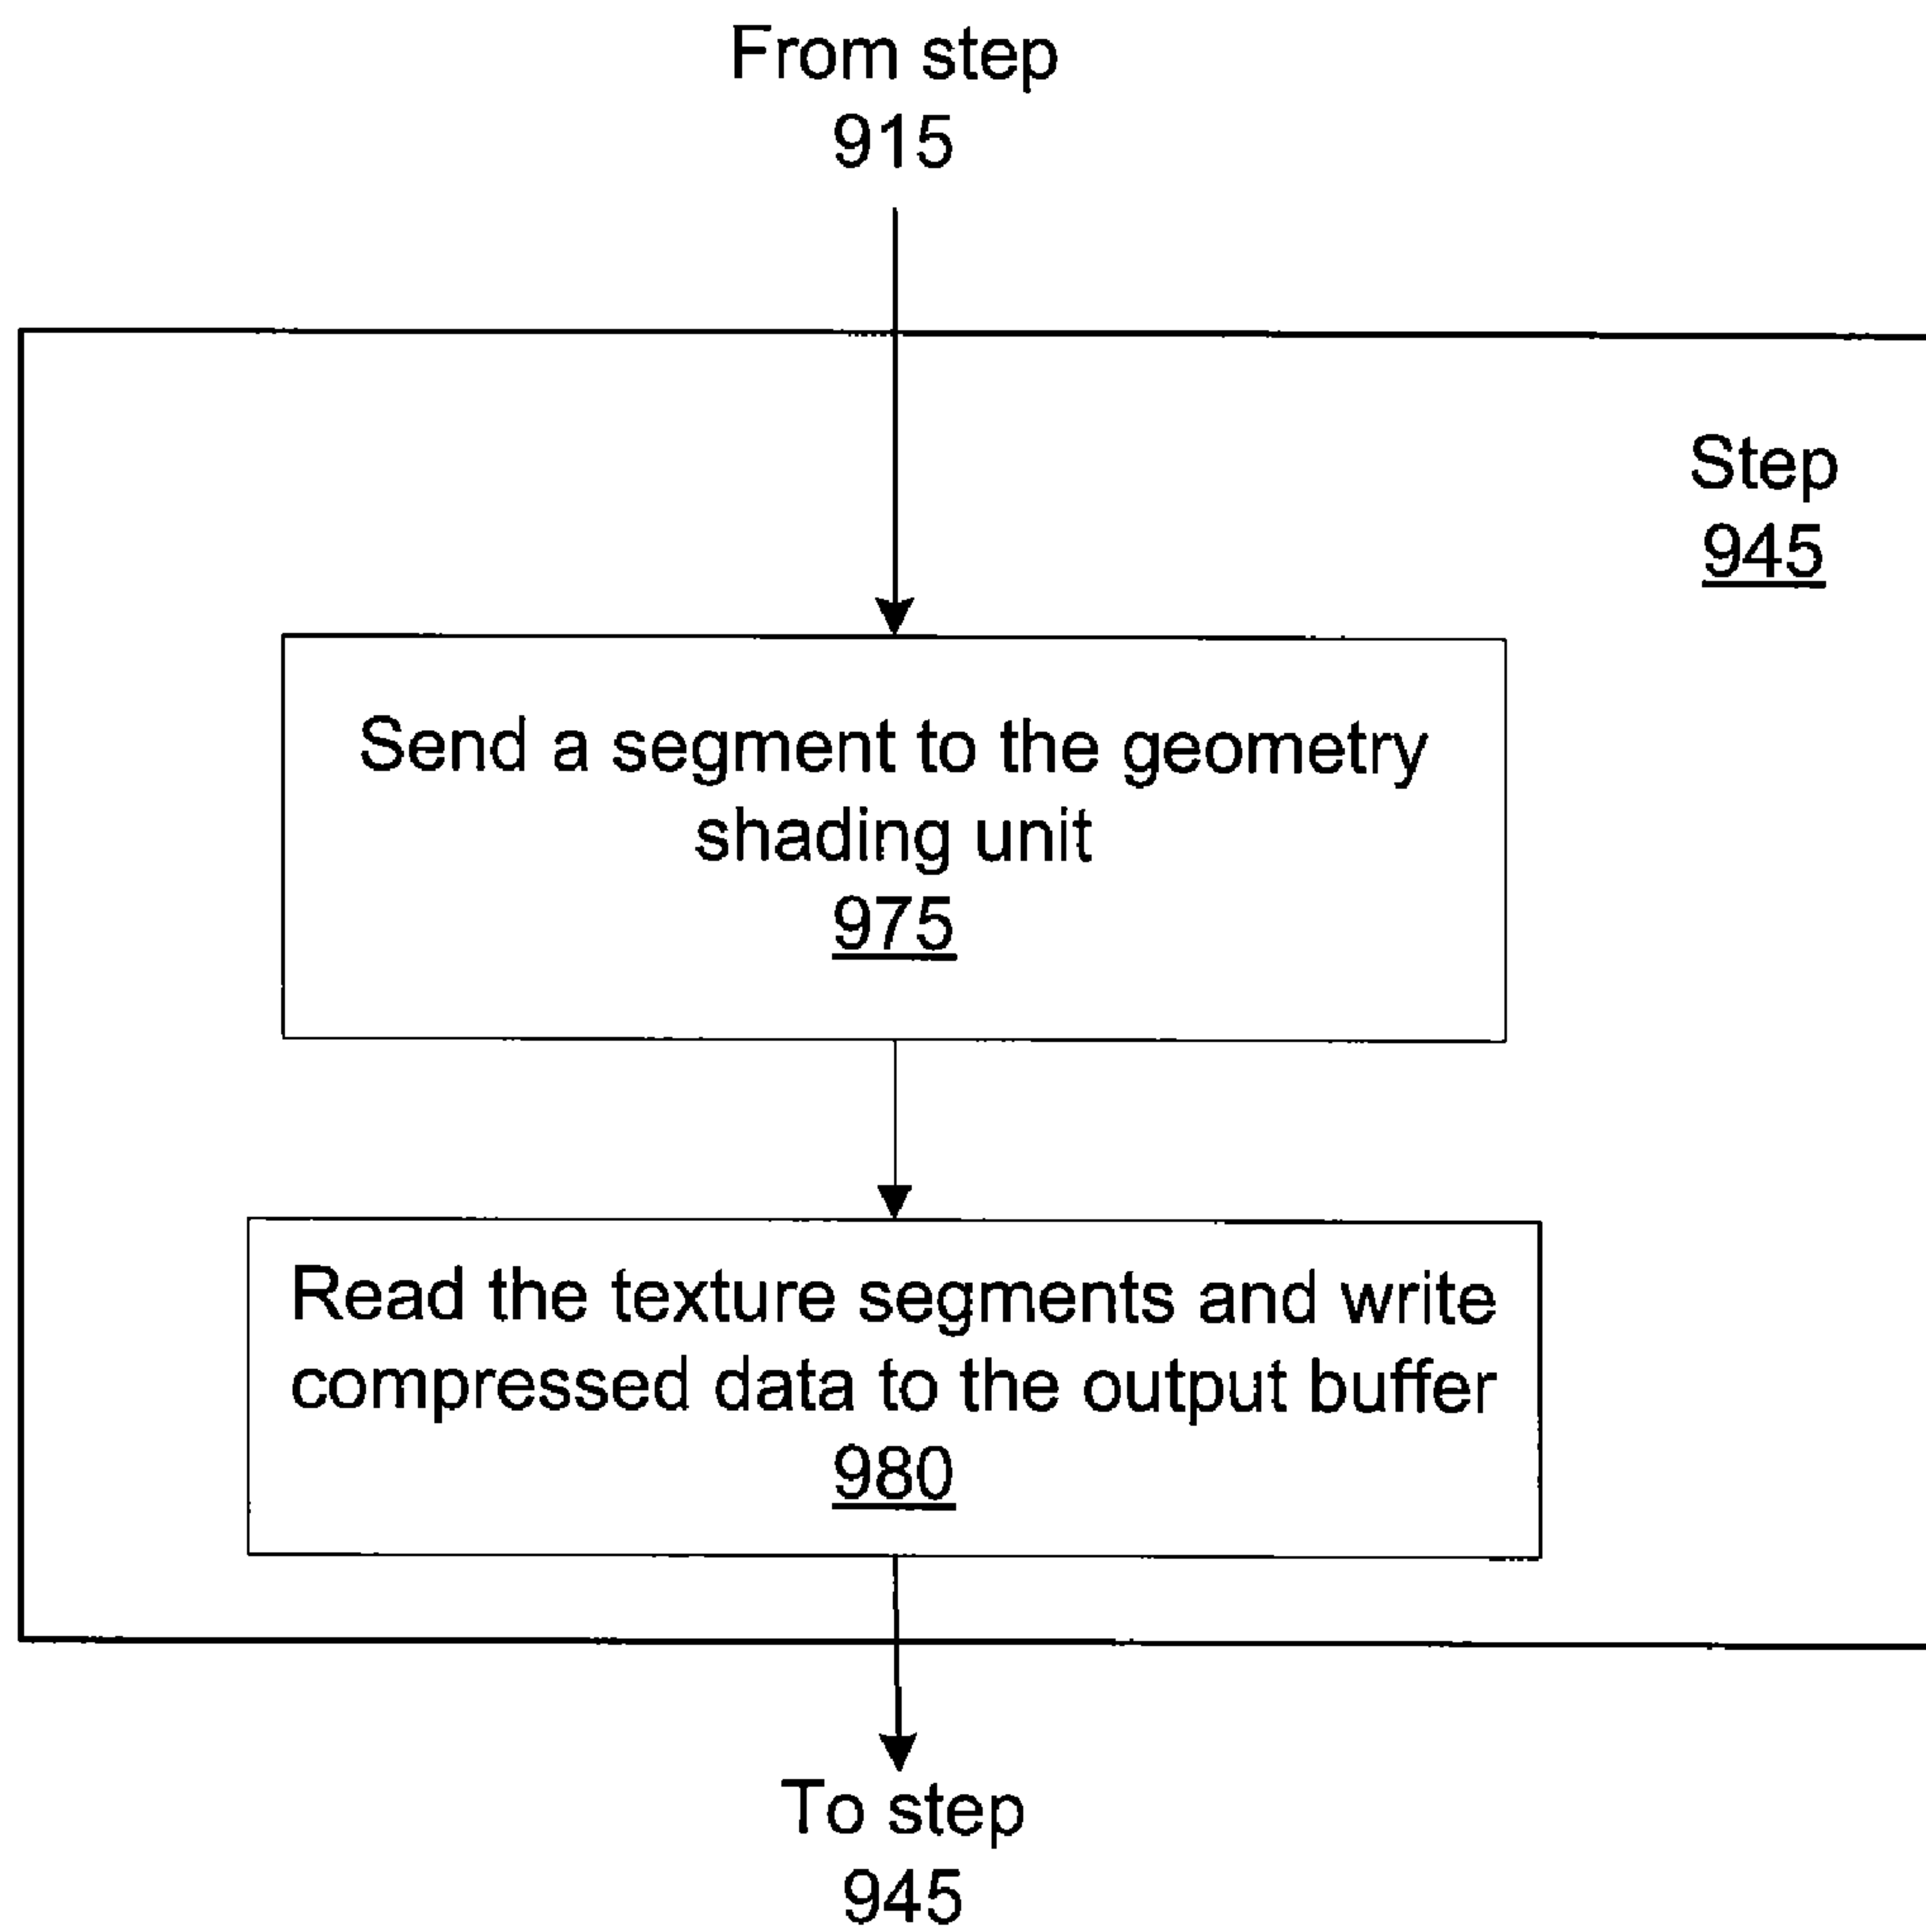 From step
915
Step
945
Send a segment to the geometry
shading unit
975
Read the texture segments and write
compressed data to the output buffer
980
To step
945